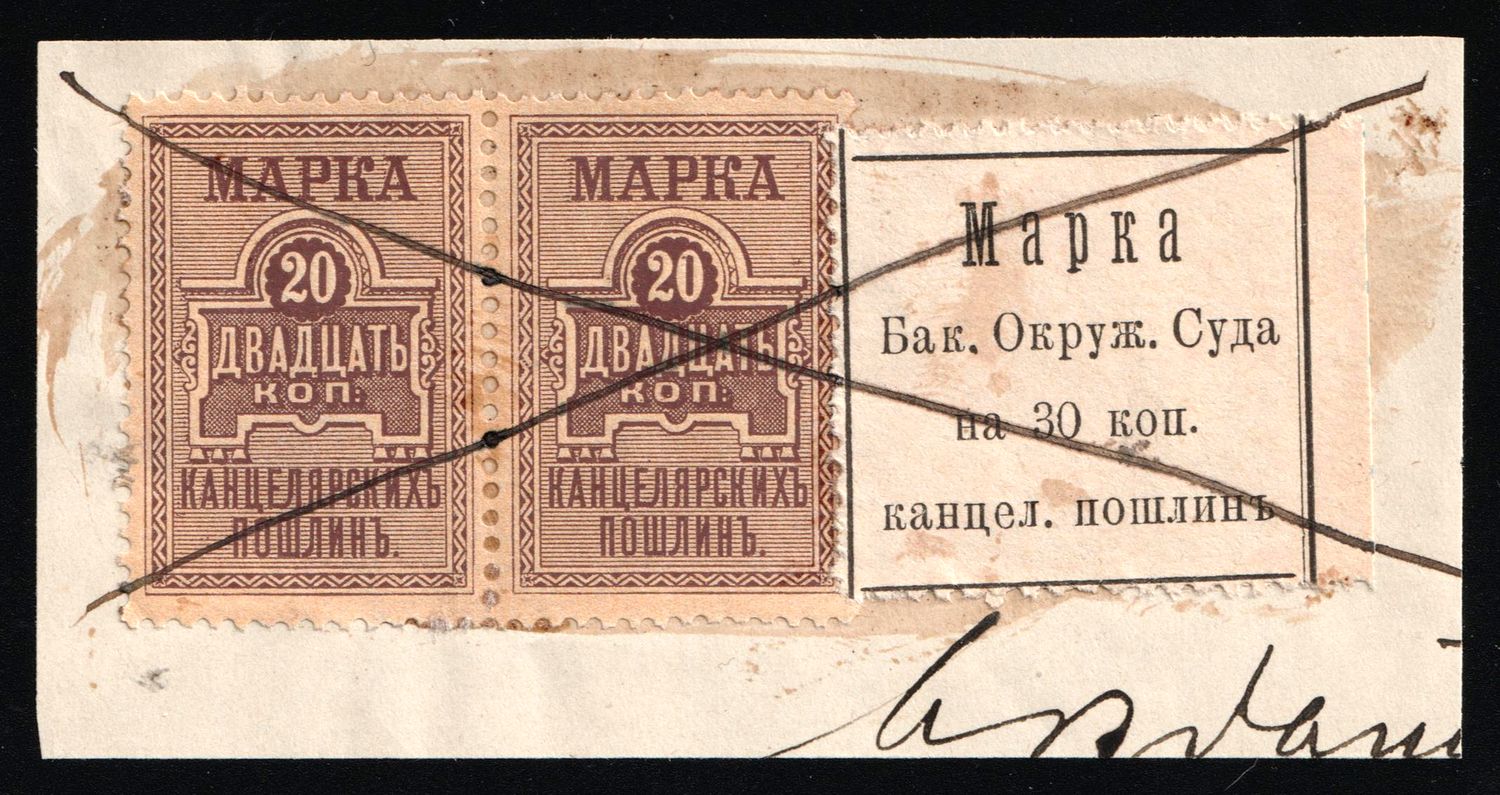 МАРКА
20
ДВАДЦАТЬ
КОП:
КАНЦЕЛЯРСКИХЪ
ПОШЛИНЪ.
МАРКА
20
ДВАДЦАТЬ
КОП:
КАНЦЕЛЯРСКИХЪ
ПОШЛИНЪ.
Марка
Бак. Окруж. Суда
на 30 коп.
канцел. пошлинъ